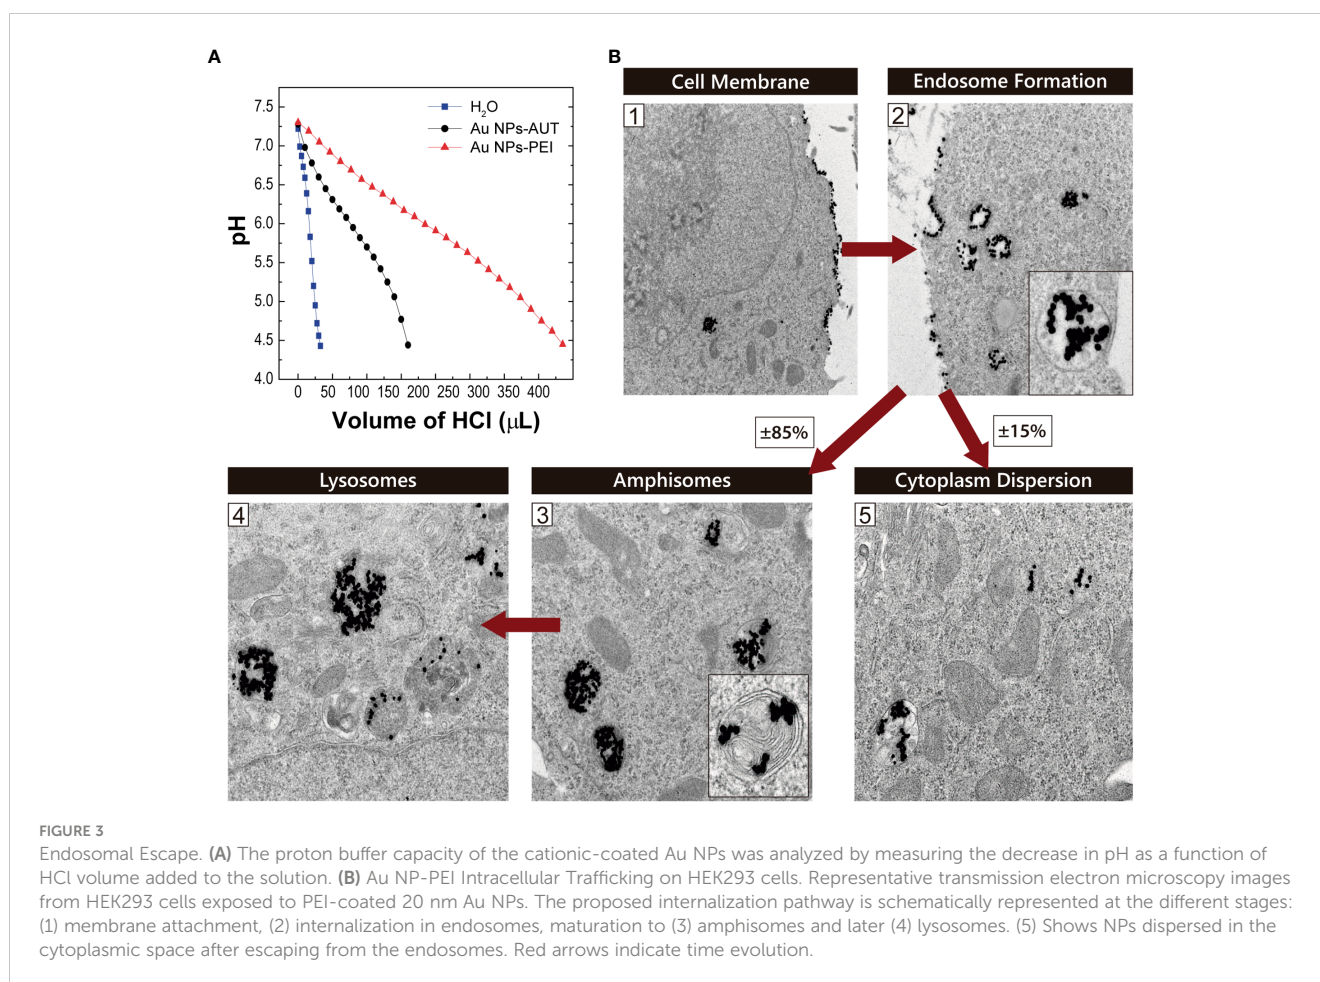 A
7.5
7.0
6.5
6.0
5.5
5.0
4.5
4.0
pH
0 50 100 150 200 250 300 350 400
Volume of HCl (μL)
H₂O
Au NPs-AUT
Au NPs-PEI
B
Cell Membrane
1
Endosome Formation
2
±85%
±15%
Lysosomes
4
Amphisomes
3
Cytoplasm Dispersion
5
FIGURE 3
Endosomal Escape. (A) The proton buffer capacity of the cationic-coated Au NPs was analyzed by measuring the decrease in pH as a function of
HCl volume added to the solution. (B) Au NP-PEI Intracellular Trafficking on HEK293 cells. Representative transmission electron microscopy images
from HEK293 cells exposed to PEI-coated 20 nm Au NPs. The proposed internalization pathway is schematically represented at the different stages:
(1) membrane attachment, (2) internalization in endosomes, maturation to (3) amphisomes and later (4) lysosomes. (5) Shows NPs dispersed in the
cytoplasmic space after escaping from the endosomes. Red arrows indicate time evolution.